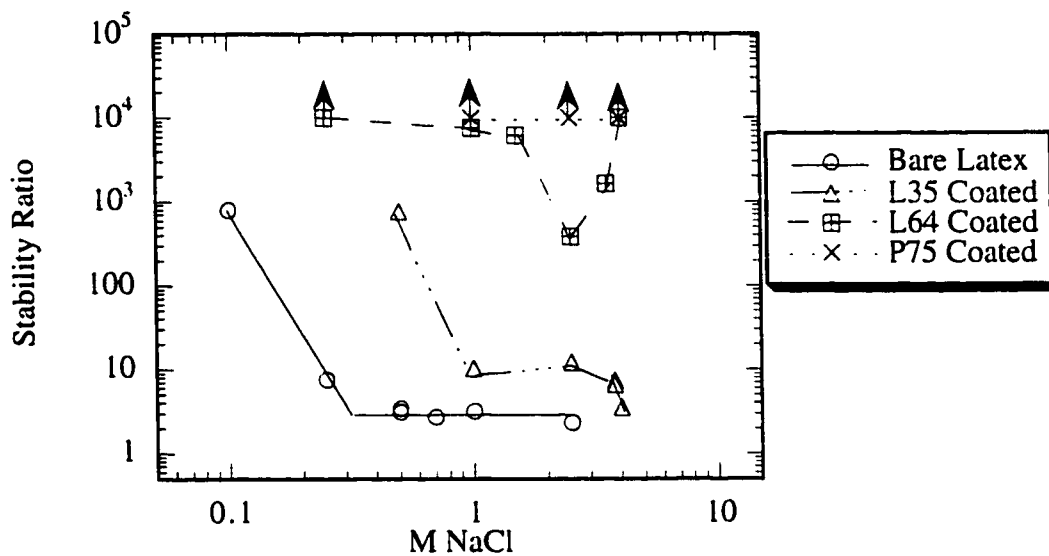 10^5
10^4
10^3
100
10
1
Stability Ratio
0.1
1
10
M NaCl
Bare Latex
L35 Coated
L64 Coated
P75 Coated